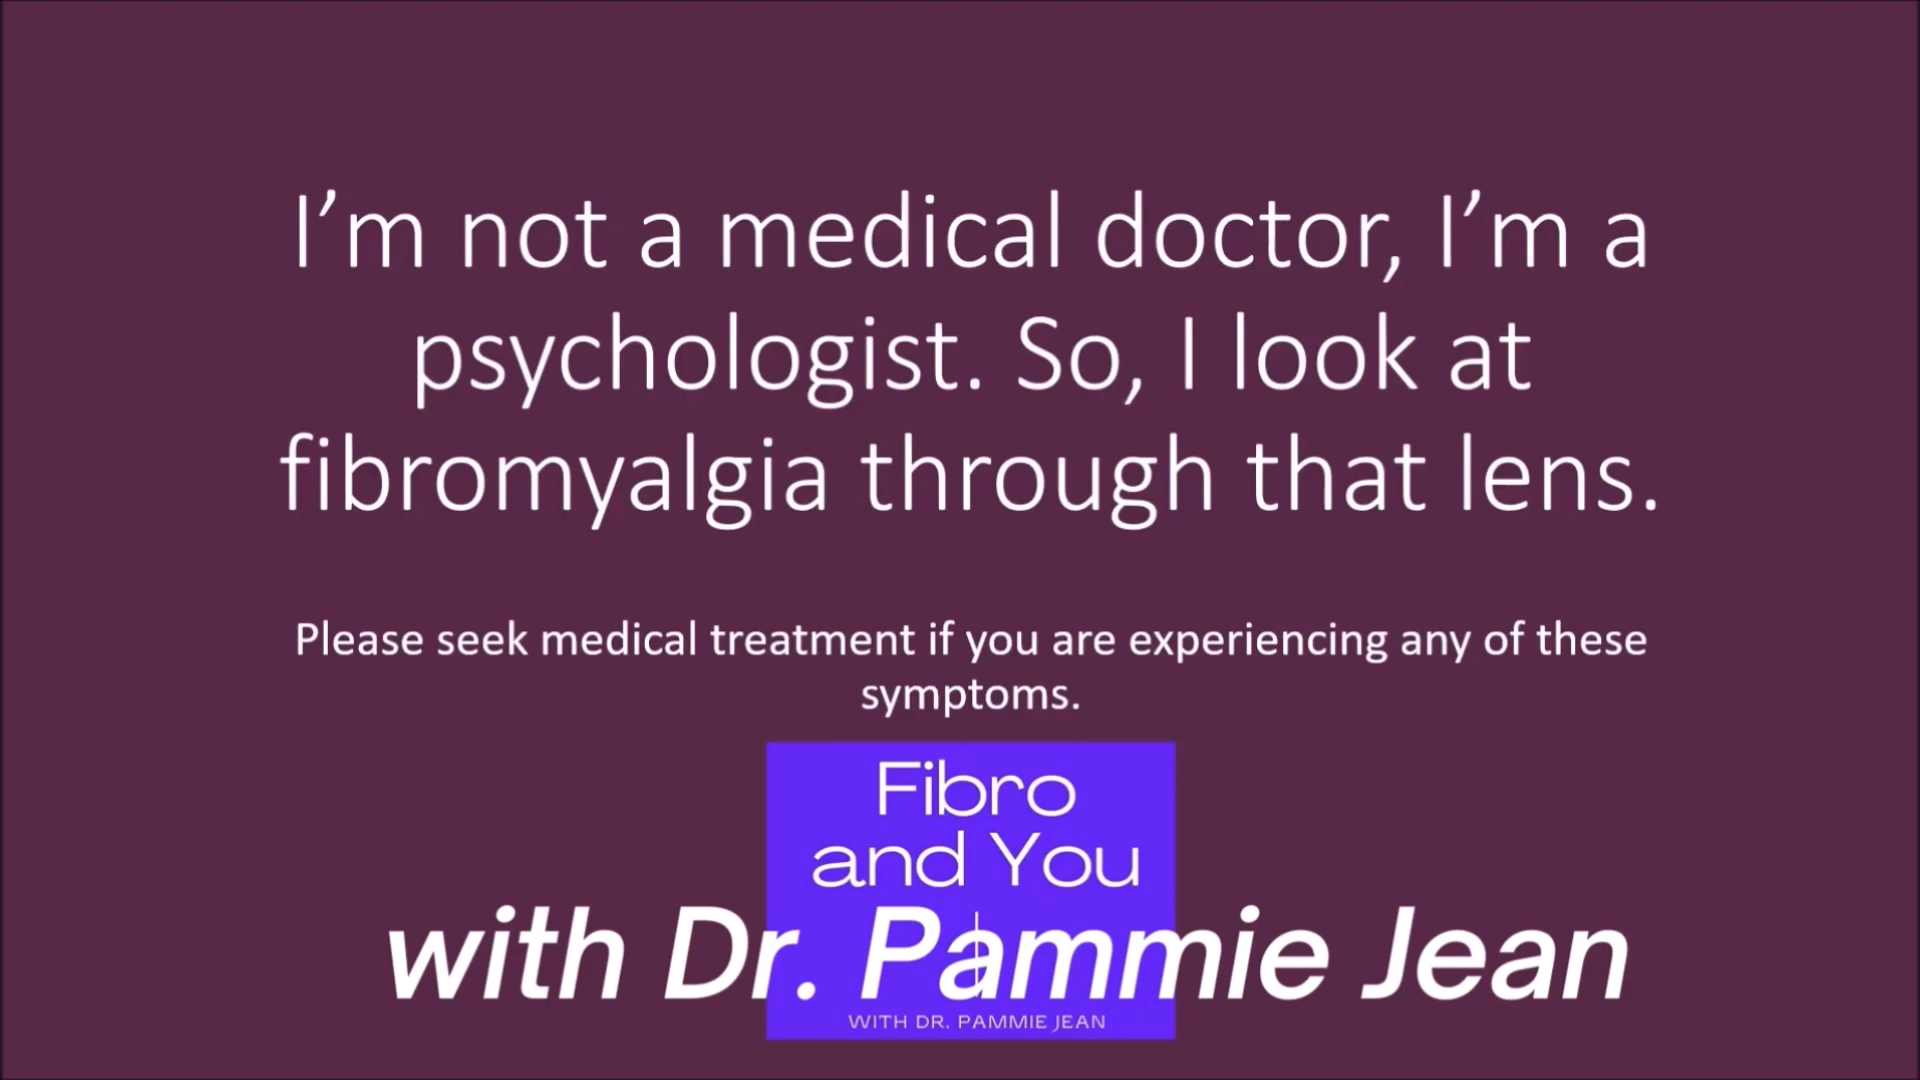 I’m not a medical doctor, I’m a
psychologist. So, I look at
fibromyalgia through that lens.
Please seek medical treatment if you are experiencing any of these
symptoms.
Fibro
and You
with Dr. Pammie Jean
WITH DR. PAMMIE JEAN